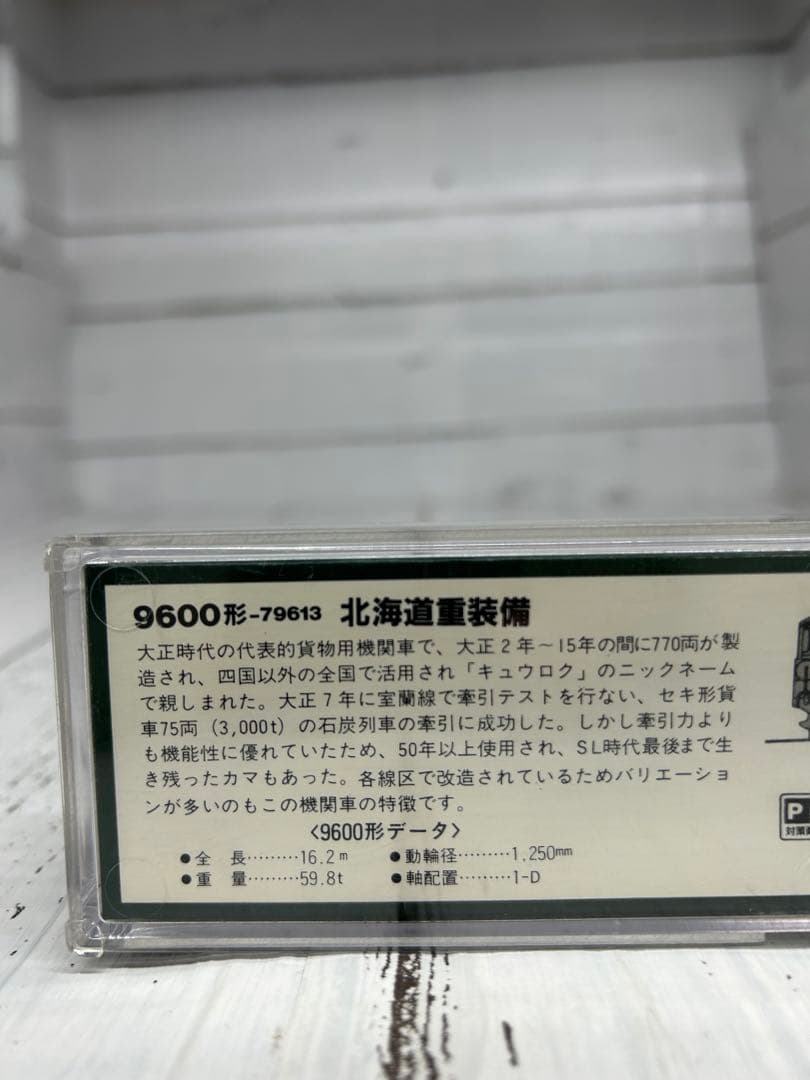 9600形-79613 北海道重装備
大正時代の代表的貨物用機関車で、大正2年～15年の間に770両が製
造され、四国以外の全国で活用され「キュウロク」のニックネーム
で親しまれた。大正7年に室蘭線で牽引テストを行ない、セキ形貨
車75両(3,000t)の石炭列車の牽引に成功した。しかし牽引力より
も機能性に優れていたため、50年以上使用され、SL時代最後まで生
き残ったカマもあった。各線区で改造されているためバリエーショ
ンが多いのもこの機関車の特徴です。
〈9600形データ〉
●全 長………16.2m ●動輪径………1,250mm
●重 量………59.8t ●軸配置………1-D
P
対策